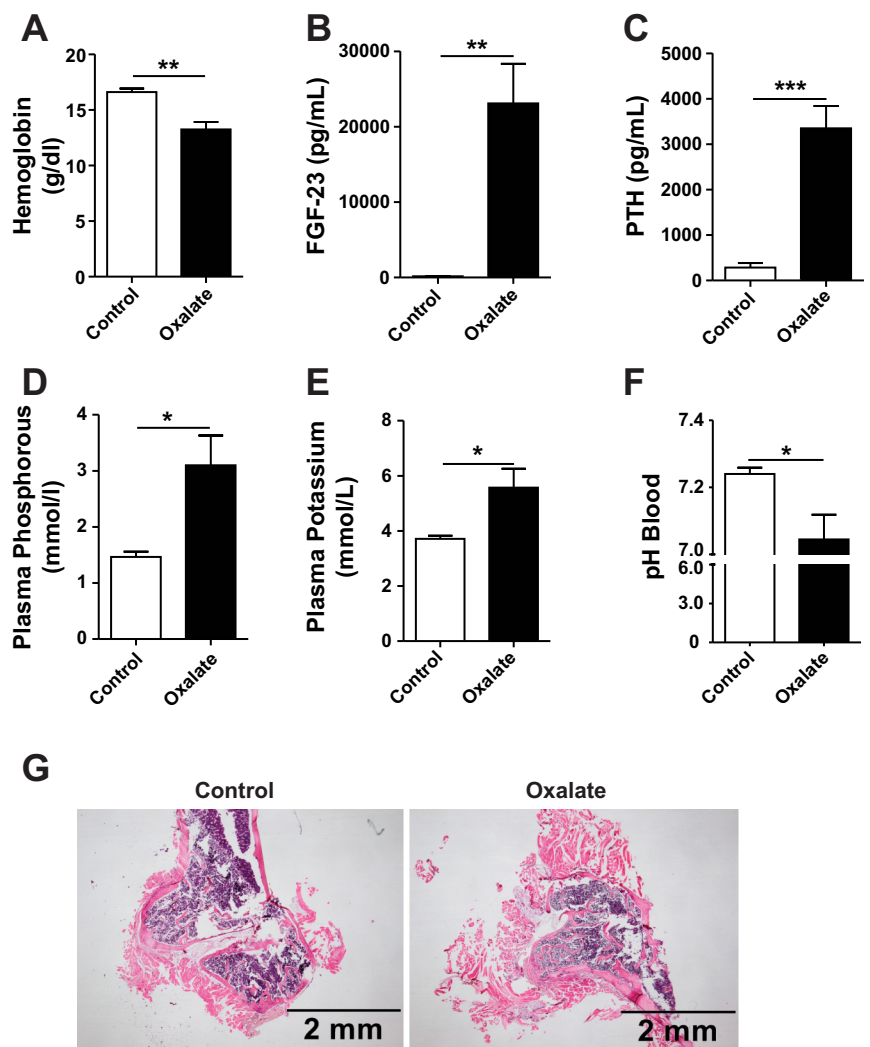 A
Hemoglobin
(g/dl)
20
15
10
5
0
**
Control
Oxalate
B
FGF-23 (pg/mL)
30000
20000
10000
0
**
Control
Oxalate
C
PTH (pg/mL)
5000
4000
3000
2000
1000
0
***
Control
Oxalate
D
Plasma Phosphorous
(mmol/l)
4
3
2
1
0
*
Control
Oxalate
E
Plasma Potassium
(mmol/L)
8
6
4
2
0
*
Control
Oxalate
F
pH Blood
7.4
7.2
7.0
6.0
3.0
0
*
Control
Oxalate
G
Control
Oxalate
2 mm
2 mm